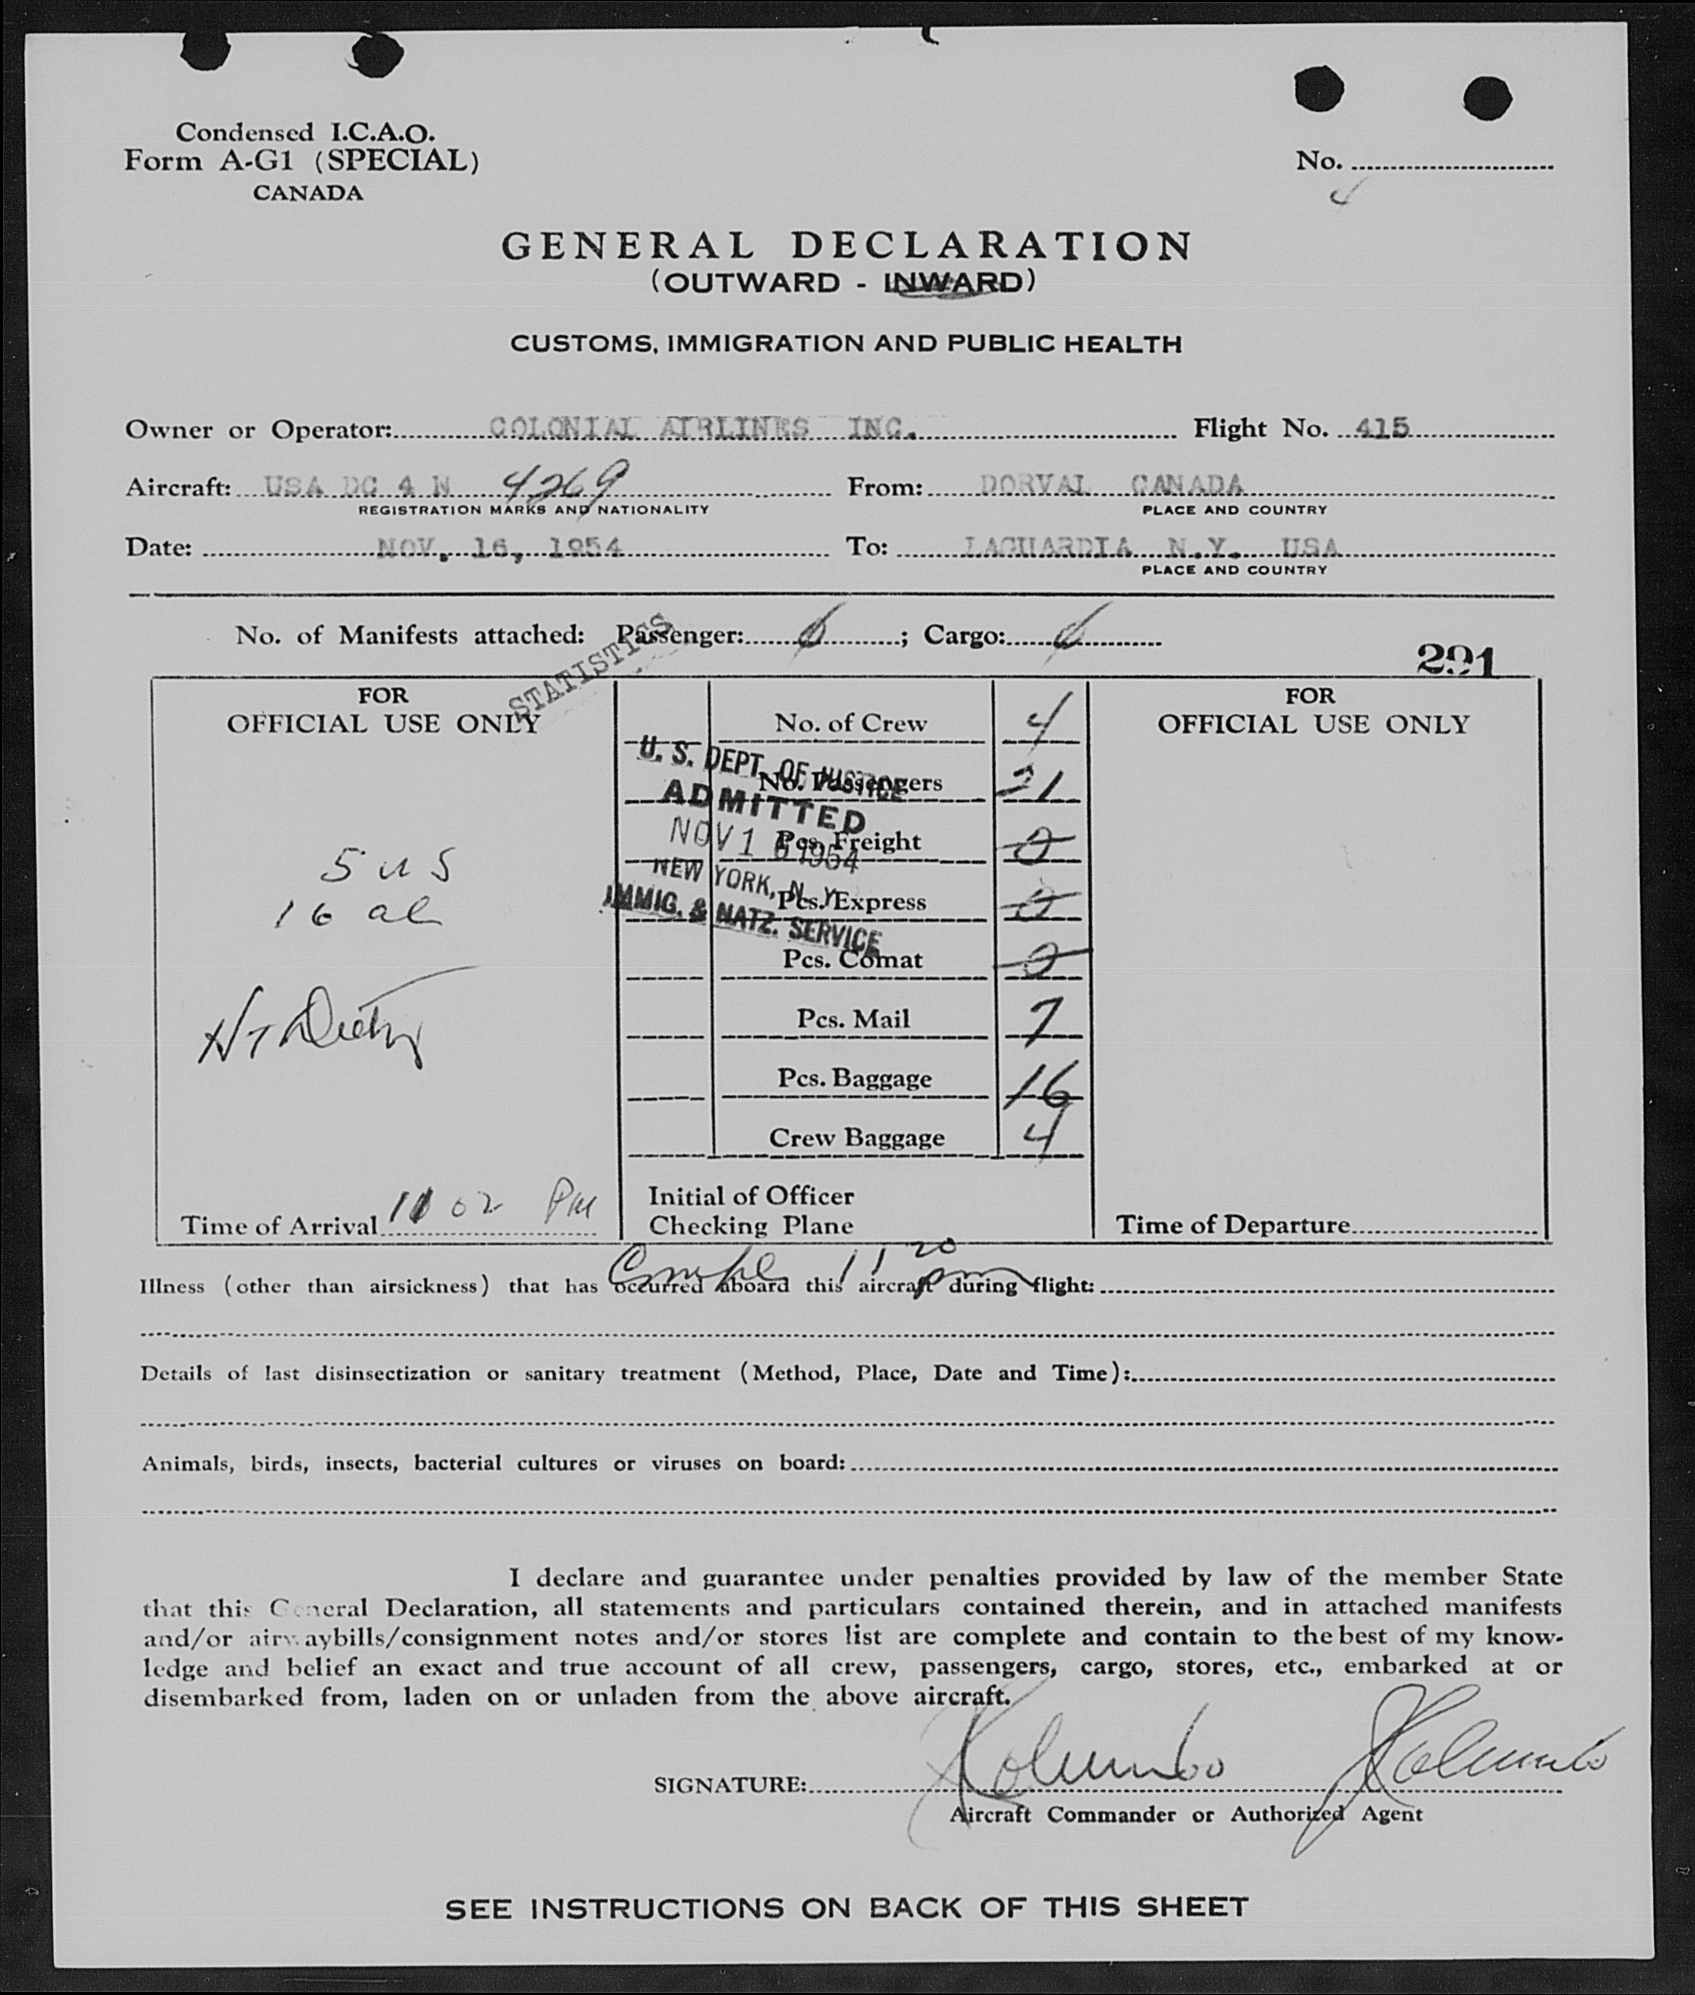 Condensed I.C.A.O.
Form A-G1 (SPECIAL)
CANADA
No.
4
GENERAL DECLARATION
(OUTWARD - INWARD)
CUSTOMS, IMMIGRATION AND PUBLIC HEALTH
Owner or Operator: COLONIAL AIRLINES INC. Flight No. 415
Aircraft: USA DC 4 N 4269 From: DORVAL CANADA
REGISTRATION MARKS AND NATIONALITY PLACE AND COUNTRY
Date: NOV. 16, 1954 To: LAGUARDIA N.Y. USA
PLACE AND COUNTRY
No. of Manifests attached: Passenger: ; Cargo:
STATISTICS
291
FOR
OFFICIAL USE ONLY
5 US
16 al
Time of Arrival 11 02 PM
No. of Crew 4
No. Passengers 21
Pcs. Freight 0
Pcs. Express 0
Pcs. Comat 0
Pcs. Mail 7
Pcs. Baggage 16
Crew Baggage 4
U. S. DEPT. OF JUSTICE
ADMITTED
NOV 16 1954
NEW YORK, N. Y.
IMMIG. & NATZ. SERVICE
Initial of Officer
Checking Plane
FOR
OFFICIAL USE ONLY
Time of Departure
Compl 11 20 pm
Illness (other than airsickness) that has occurred aboard this aircraft during flight:
Details of last disinsectization or sanitary treatment (Method, Place, Date and Time):
Animals, birds, insects, bacterial cultures or viruses on board:
I declare and guarantee under penalties provided by law of the member State
that this General Declaration, all statements and particulars contained therein, and in attached manifests
and/or airwaybills/consignment notes and/or stores list are complete and contain to the best of my know-
ledge and belief an exact and true account of all crew, passengers, cargo, stores, etc., embarked at or
disembarked from, laden on or unladen from the above aircraft.
SIGNATURE:
Aircraft Commander or Authorized Agent
SEE INSTRUCTIONS ON BACK OF THIS SHEET